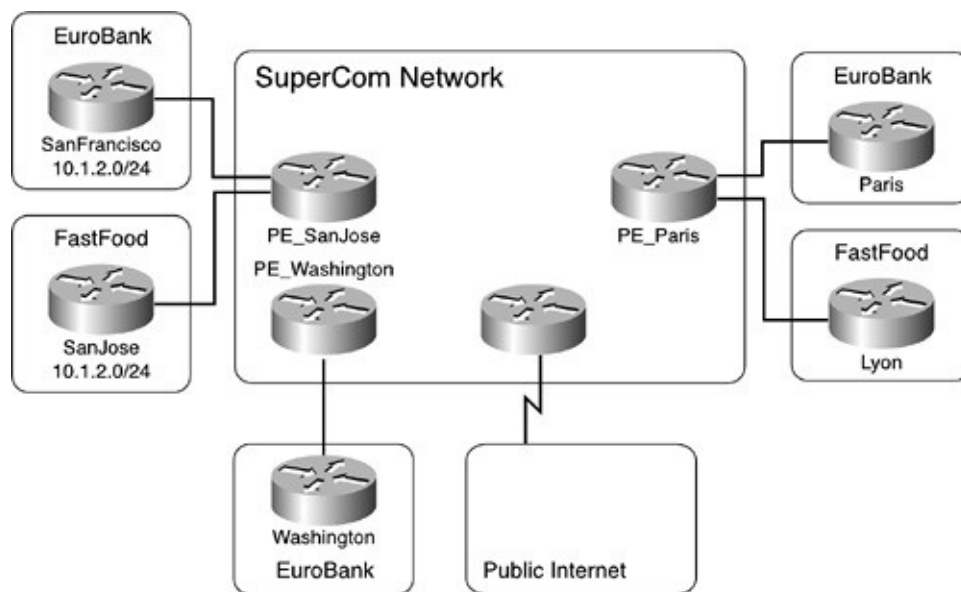 EuroBank
SanFrancisco
10.1.2.0/24
FastFood
SanJose
10.1.2.0/24
SuperCom Network
PE_SanJose
PE_Washington
PE_Paris
EuroBank
Paris
FastFood
Lyon
Washington
EuroBank
Public Internet